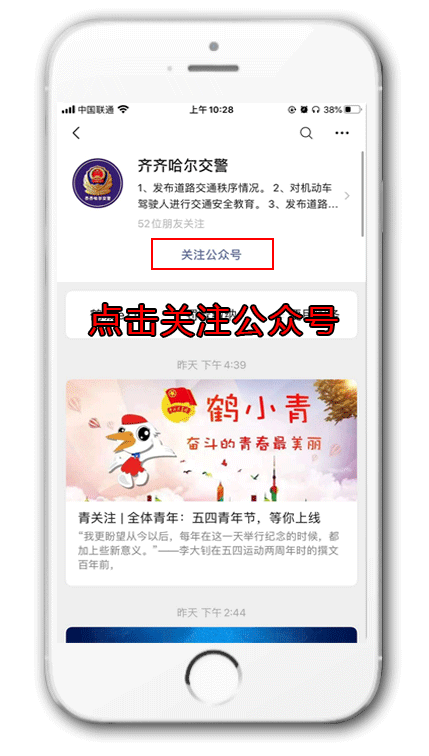 中国联通
上午10:28
38%
齐齐哈尔交警
齐齐哈尔交警
1、发布道路交通秩序情况。 2、对机动车
驾驶人进行交通安全教育。 3、发布道路...
52位朋友关注
关注公众号
点击关注公众号
昨天 下午4:39
鹤小青
奋斗的青春最美丽
青关注 | 全体青年：五四青年节，等你上线
“我更盼望从今以后，每年在这一天举行纪念的时候，都
加上些新意义。”——李大钊在五四运动两周年时的撰文
百年前，
昨天 下午2:44